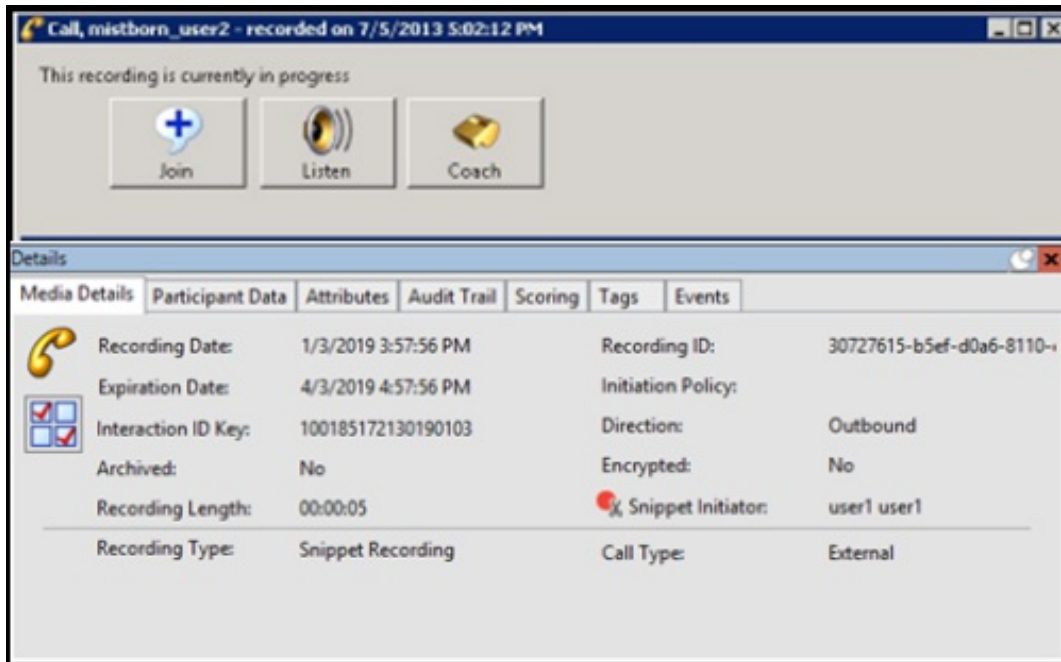 Call, mistborn_user2 - recorded on 7/5/2013 5:02:12 PM
This recording is currently in progress
Join Listen Coach
Details
Media Details Participant Data Attributes Audit Trail Scoring Tags Events
Recording Date: 1/3/2019 3:57:56 PM Recording ID: 30727615-b5ef-d0a6-8110-
Expiration Date: 4/3/2019 4:57:56 PM Initiation Policy:
Interaction ID Key: 100185172130190103 Direction: Outbound
Archived: No Encrypted: No
Recording Length: 00:00:05 Snippet Initiator: user1 user1
Recording Type: Snippet Recording Call Type: External